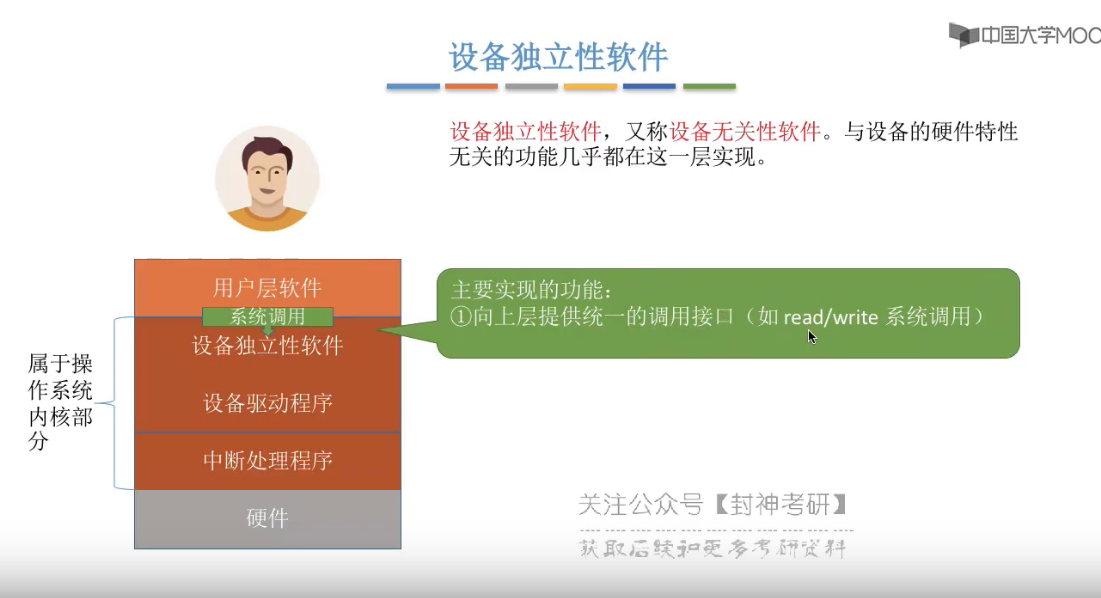 中国大学MOO
设备独立性软件
设备独立性软件，又称设备无关性软件。与设备的硬件特性
无关的功能几乎都在这一层实现。
用户层软件
系统调用
设备独立性软件
设备驱动程序
中断处理程序
硬件
属于操
作系统
内核部
分
主要实现的功能：
①向上层提供统一的调用接口（如 read/write 系统调用）
关注公众号【封神考研】
获取后续和更多考研资料